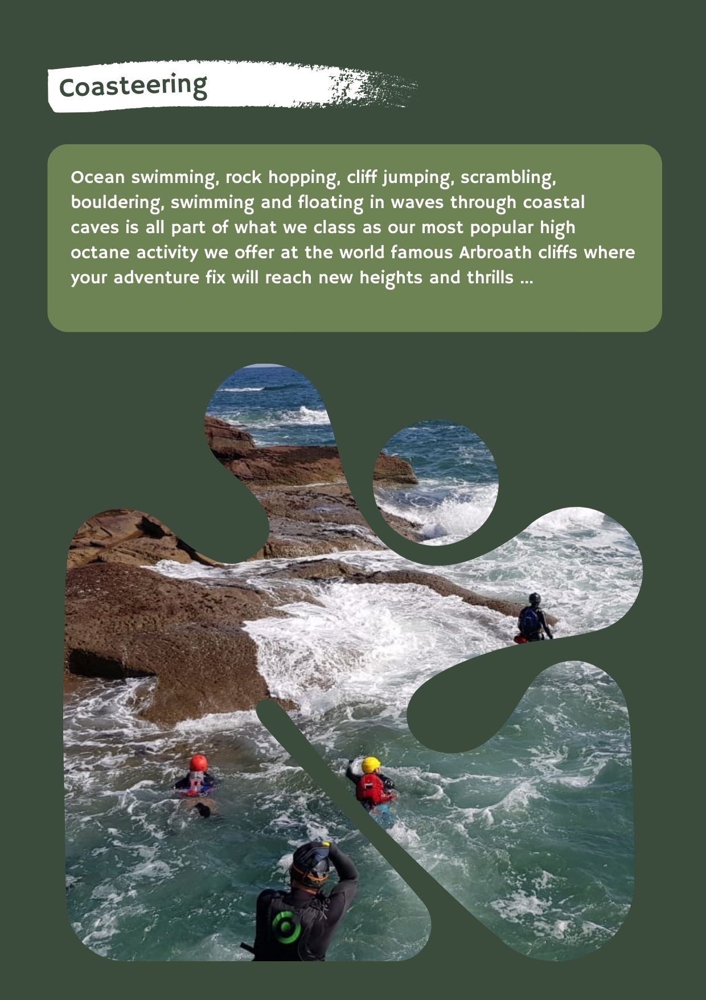 Coasteering
Ocean swimming, rock hopping, cliff jumping, scrambling,
bouldering, swimming and floating in waves through coastal
caves is all part of what we class as our most popular high
octane activity we offer at the world famous Arbroath cliffs where
your adventure fix will reach new heights and thrills ...